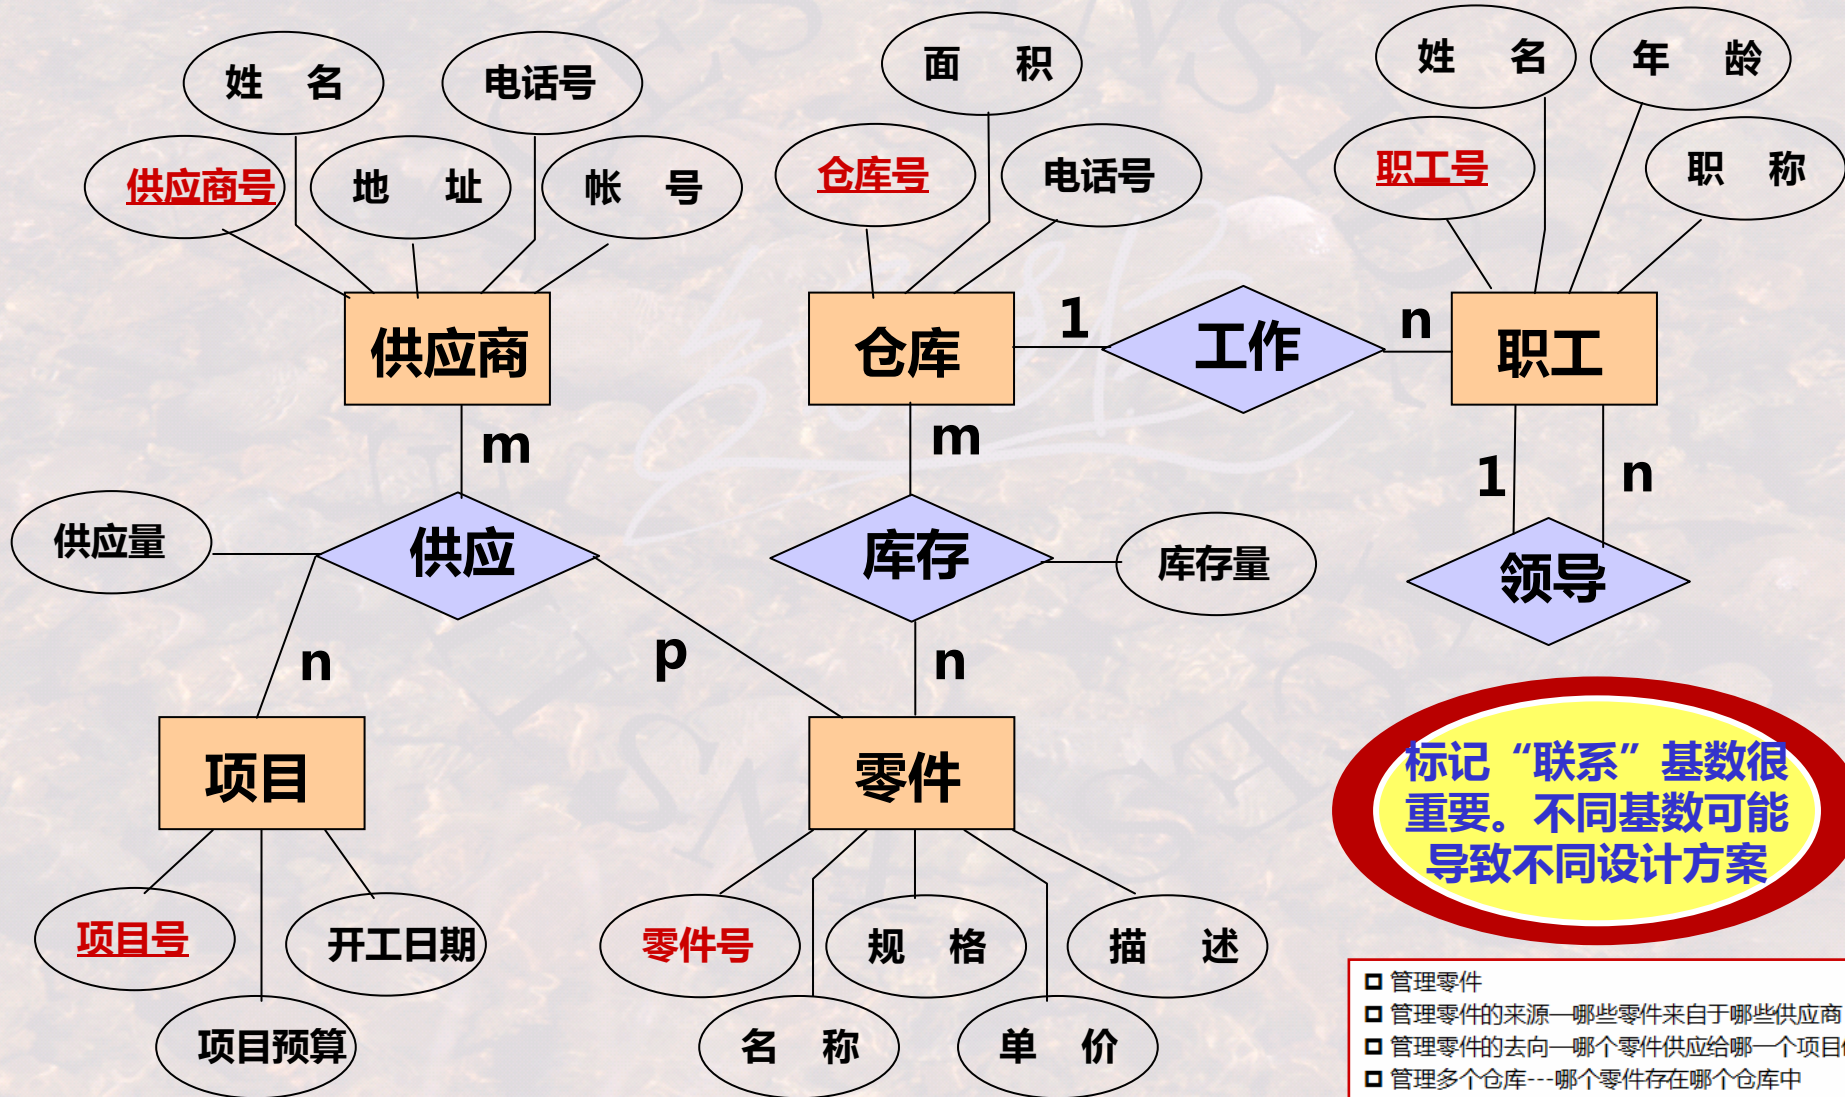 姓 名
电话号
面 积
姓 名
年 龄
供应商号
地 址
帐 号
仓库号
电话号
职工号
职 称
供应商
仓库
1
工作
n
职工
m
m
1
n
供应量
供应
库存
库存量
领导
n
p
n
项目
零件
标记“联系”基数很
重要。不同基数可能
导致不同设计方案
项目号
开工日期
零件号
规 格
描 述
项目预算
名 称
单 价
管理零件
管理零件的来源—哪些零件来自于哪些供应商
管理零件的去向—哪个零件供应给哪一个项目
管理多个仓库---哪个零件存在哪个仓库中